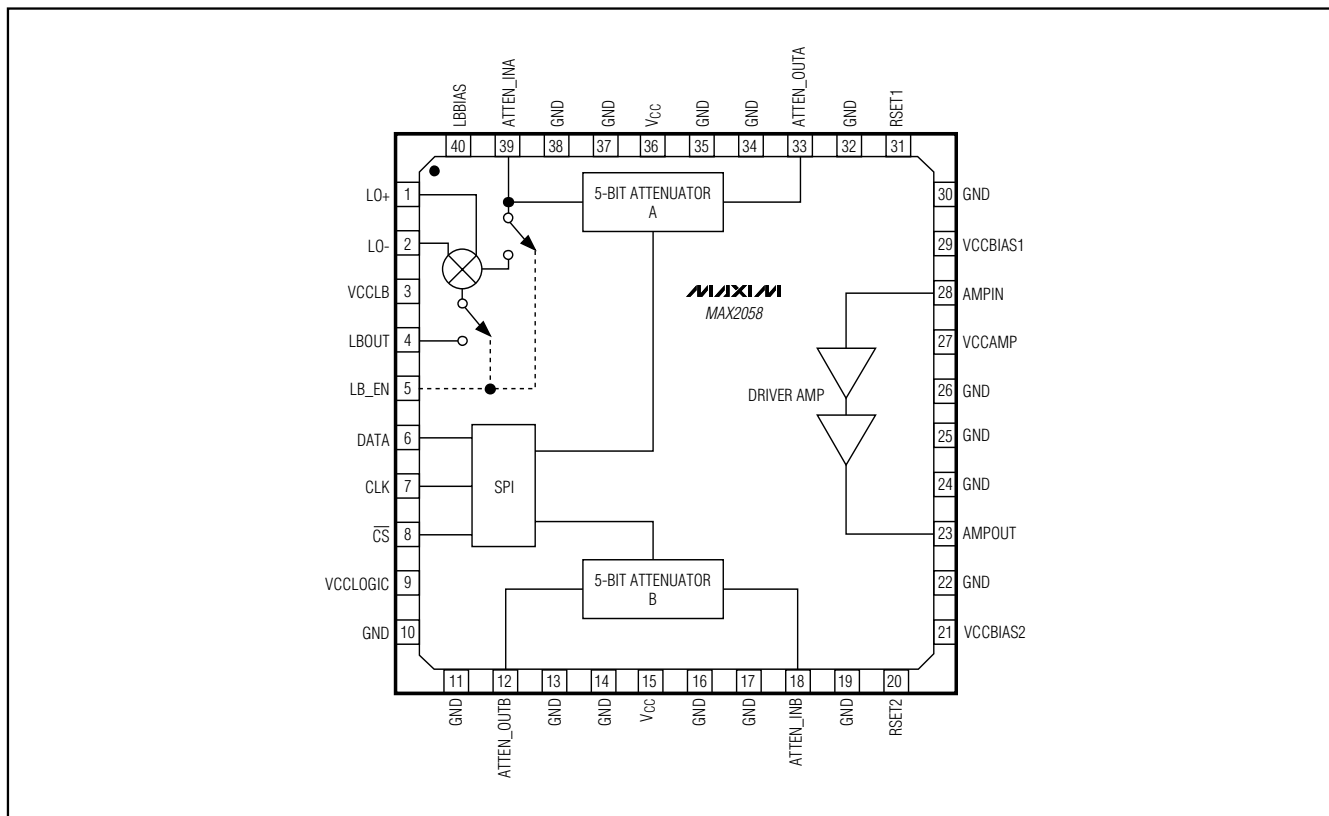 LBBIAS
ATTEN_INA
GND
GND
VCC
GND
GND
ATTEN_OUTA
GND
RSET1
40 39 38 37 36 35 34 33 32 31
LO+ 1
LO- 2
VCCLB 3
LBOUT 4
LB_EN 5
DATA 6
CLK 7
CS 8
VCCLOGIC 9
GND 10
5-BIT ATTENUATOR
A
MAXIM
MAX2058
DRIVER AMP
SPI
5-BIT ATTENUATOR
B
30 GND
29 VCCBIAS1
28 AMPIN
27 VCCAMP
26 GND
25 GND
24 GND
23 AMPOUT
22 GND
21 VCCBIAS2
11 12 13 14 15 16 17 18 19 20
GND
ATTEN_OUTB
GND
GND
VCC
GND
GND
ATTEN_INB
GND
RSET2